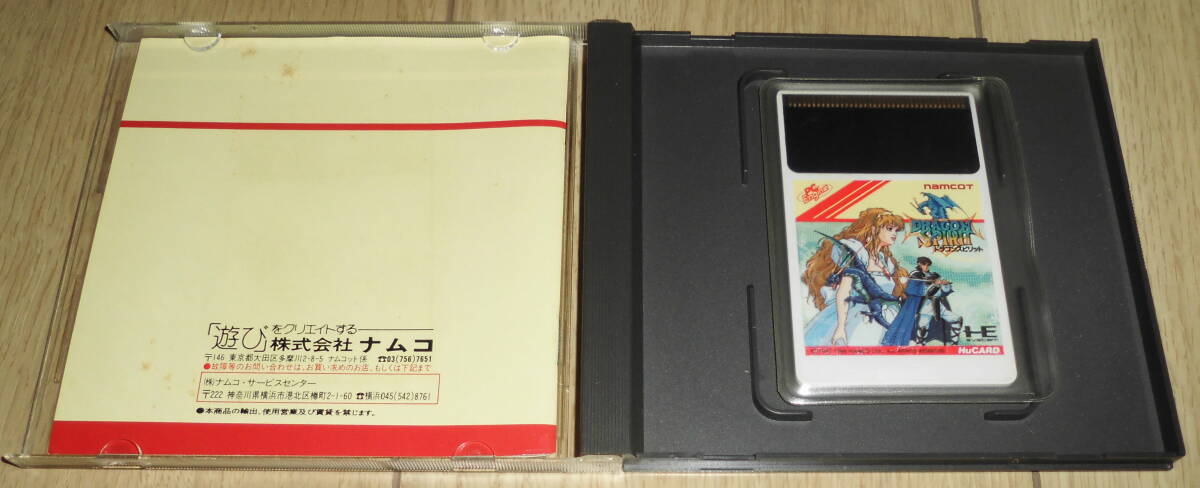 「遊び」をクリエイトする
株式会社 ナムコ
〒146 東京都大田区多摩川2-8-5 ナムコット係 ☎03(756)7651
●故障等のお問い合わせは、お買い求めのお店、もしくは下記まで
(株)ナムコ・サービスセンター
〒222 神奈川県横浜市港北区樽町2-1-60 ☎横浜045(542)8761
●本商品の輸出、使用営業及び賃貸を禁じます。
PC Engine
namcot
DRAGON
SPIRIT
ドラゴンスピリット
HE
SYSTEM
HuCARD